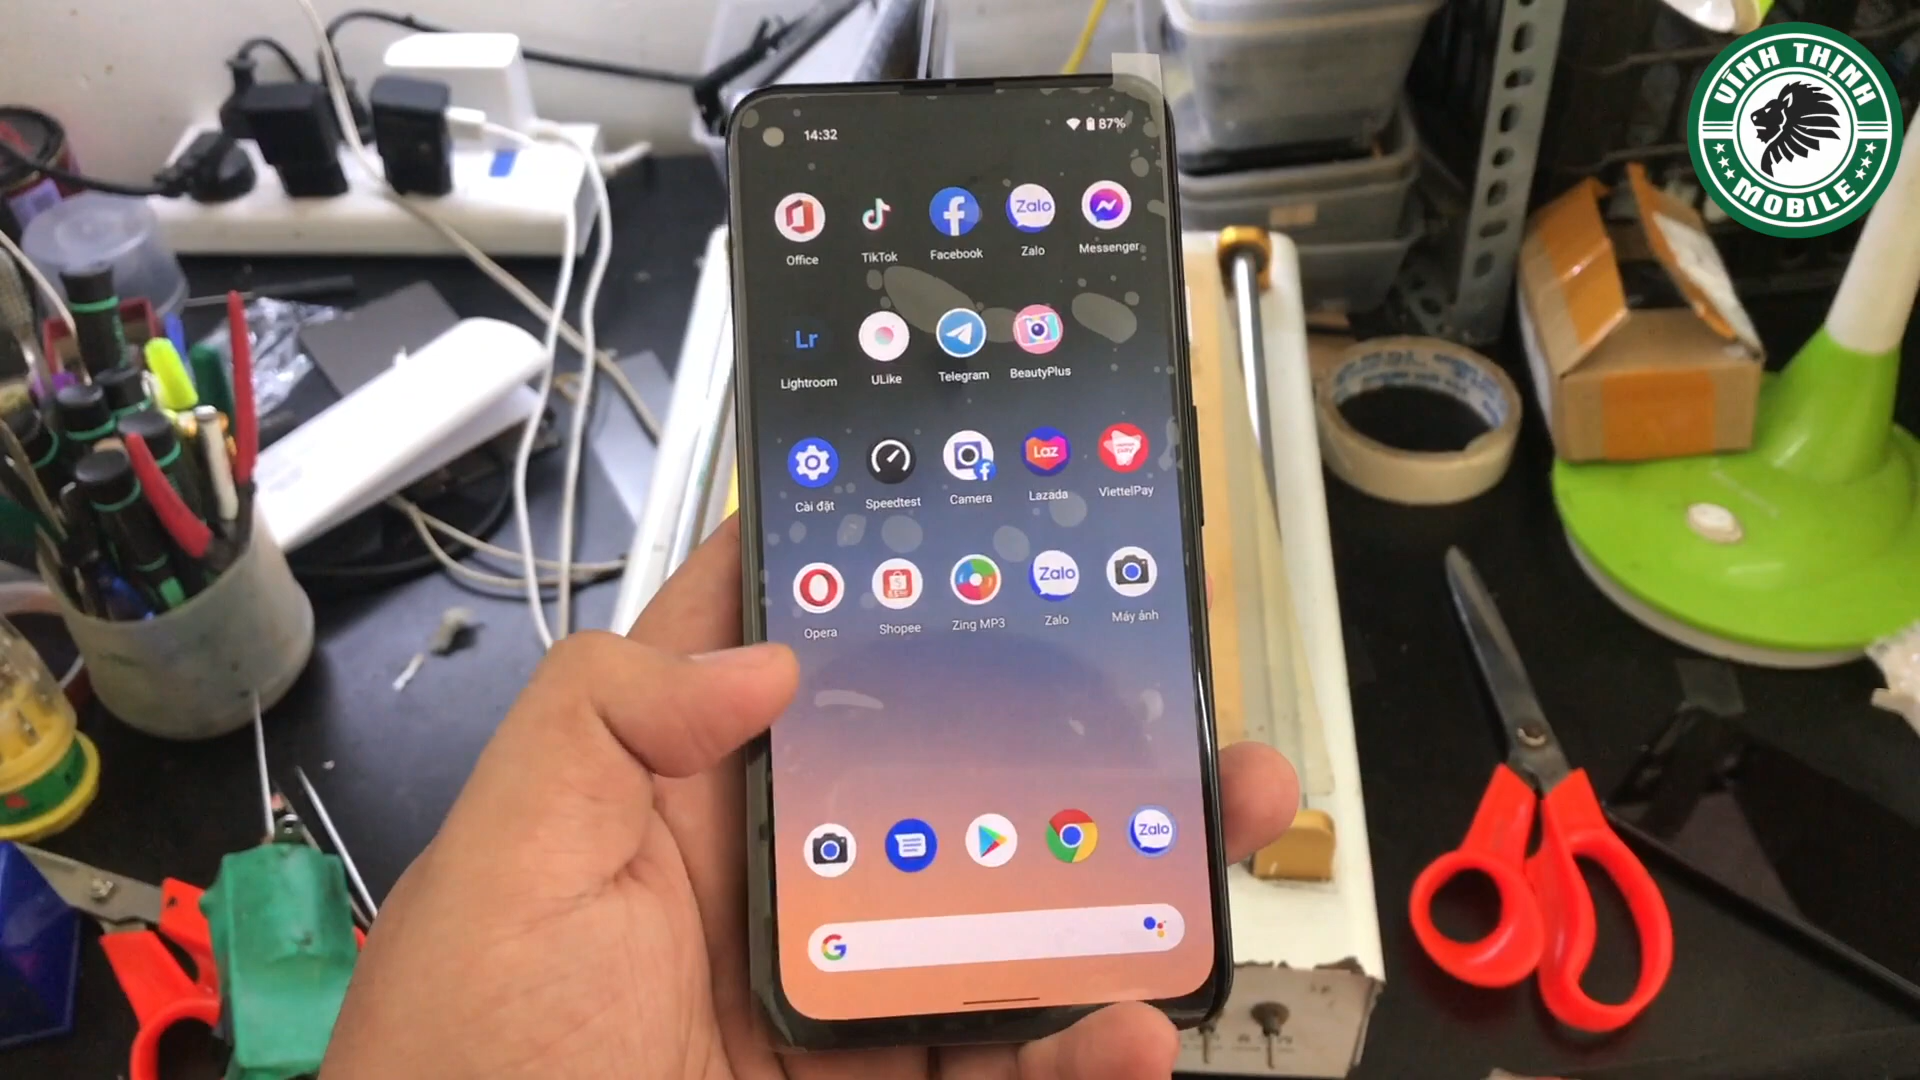 VĨNH THỊNH
MOBILE
14:32
87%
Office
TikTok
Facebook
Zalo
Zalo
Messenger
Lr
Lightroom
ULike
Telegram
BeautyPlus
Laz
Cài đặt
Speedtest
Camera
Lazada
ViettelPay
Zalo
Opera
Shopee
Zing MP3
Zalo
Máy ảnh
Zalo
G